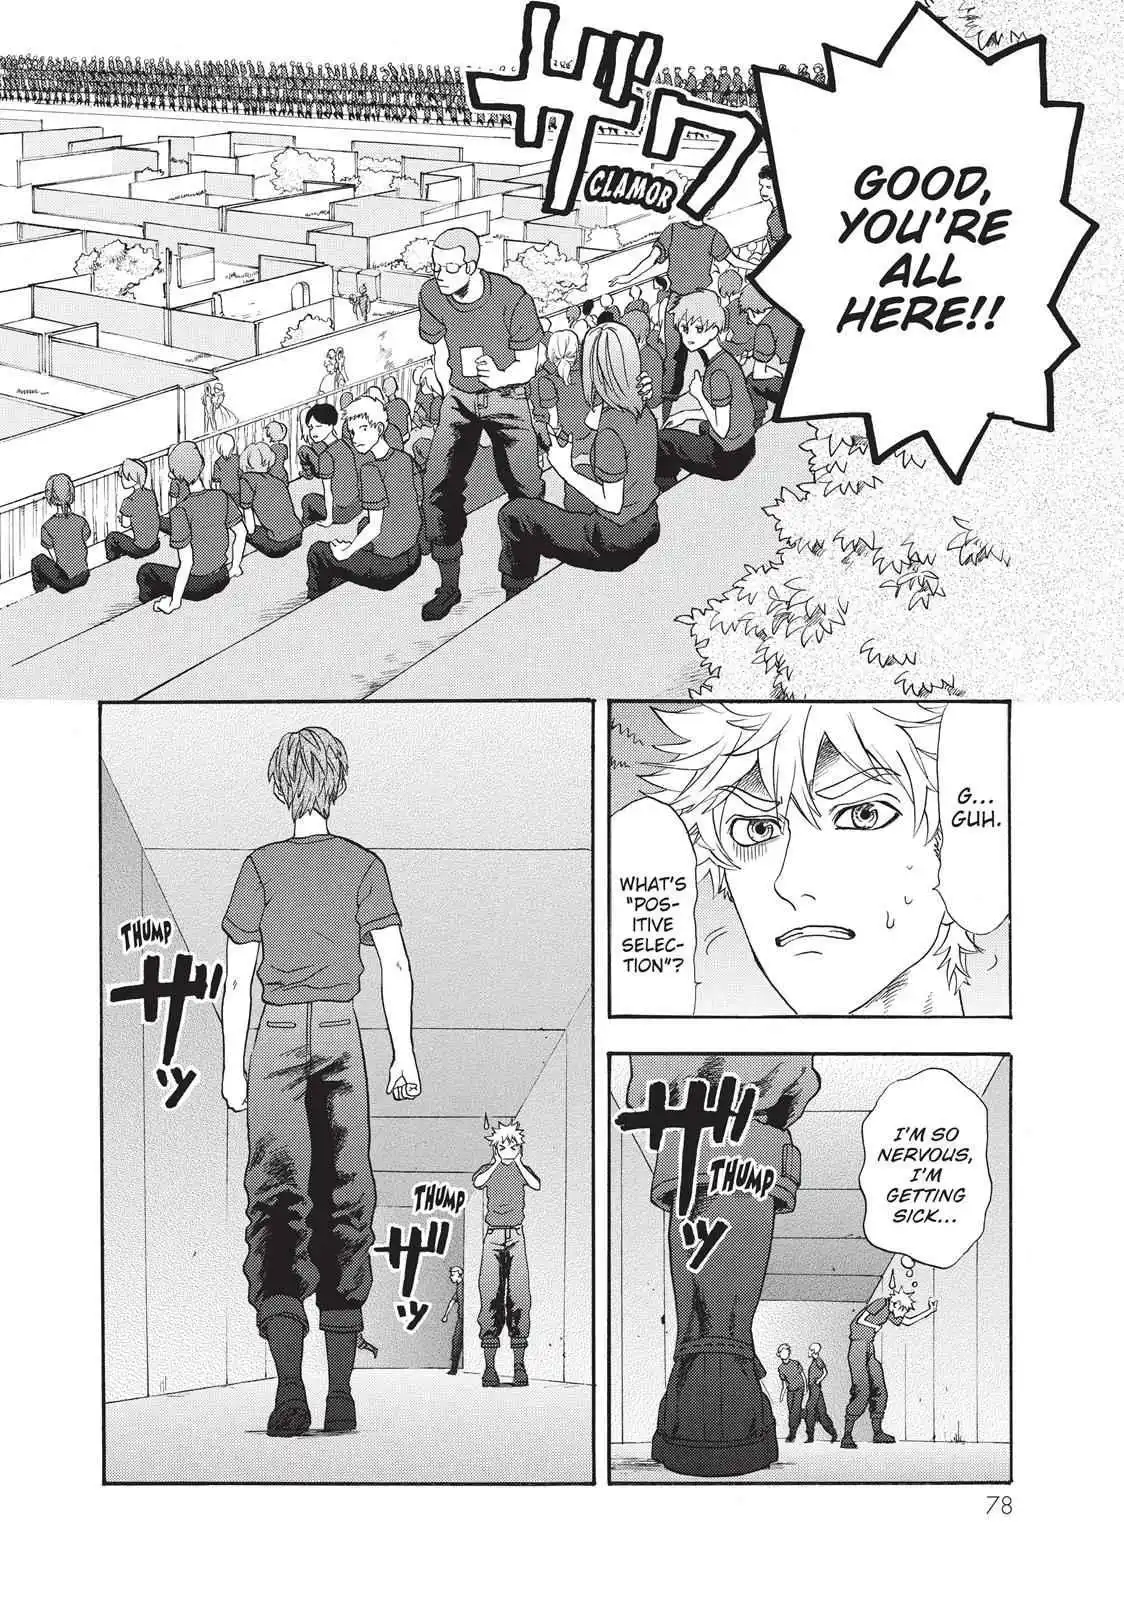 GOOD,
YOU'RE
ALL
HERE!!
ザワ
CLAMOR
G...
GUH.
WHAT'S
"POS-
ITIVE
SELEC-
TION"?
I'M SO
NERVOUS,
I'M
GETTING
SICK...
ザッ
THUMP
THUMP
ザッ
THUMP
ザッ
78